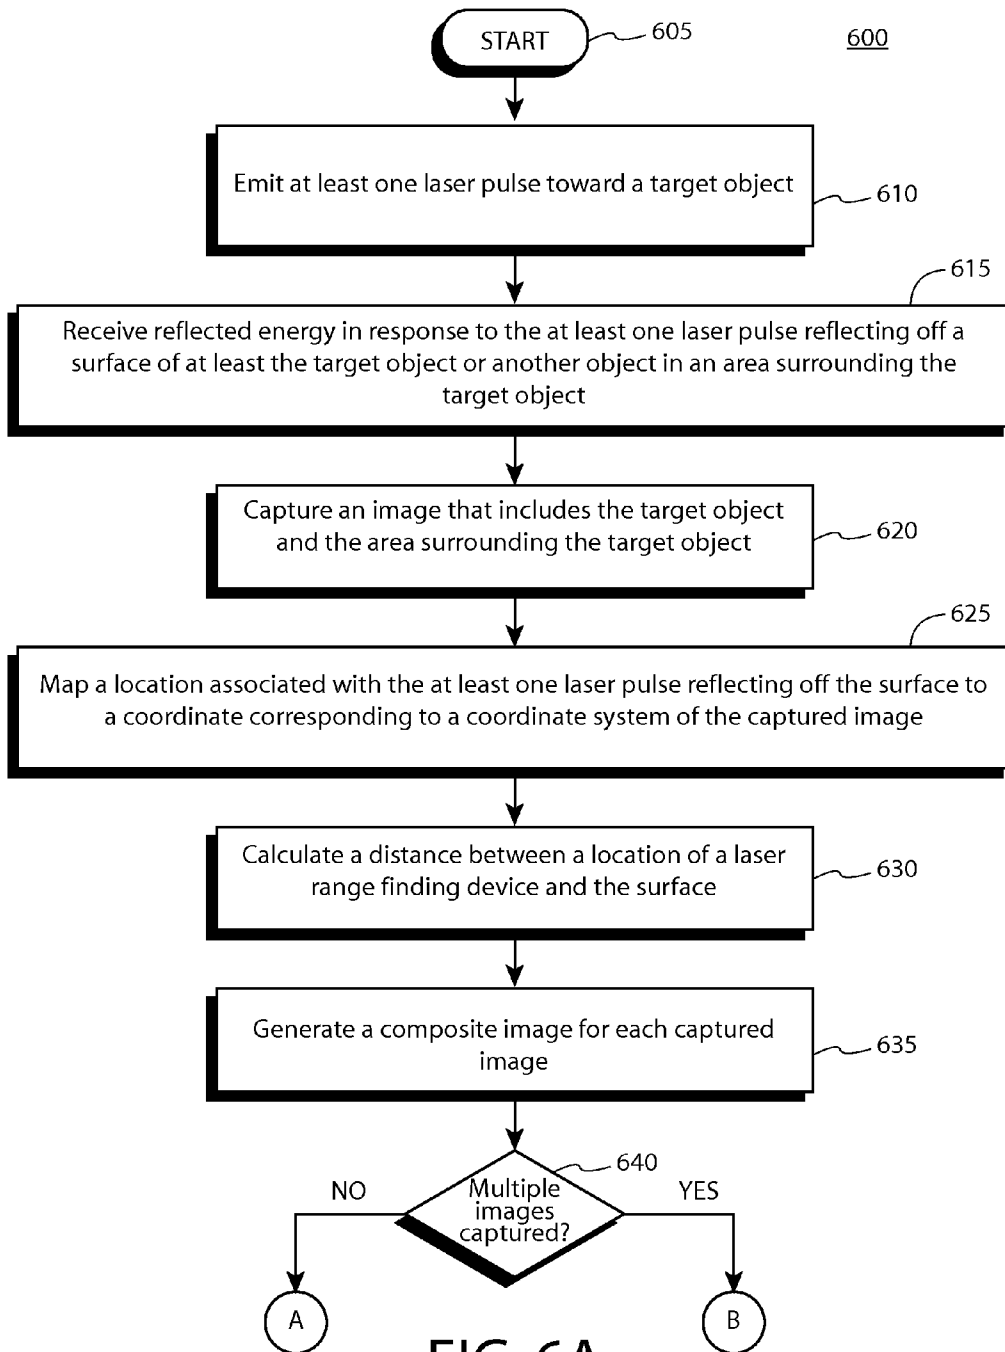 START
605
600
Emit at least one laser pulse toward a target object
610
615
Receive reflected energy in response to the at least one laser pulse reflecting off a
surface of at least the target object or another object in an area surrounding the
target object
Capture an image that includes the target object
and the area surrounding the target object
620
625
Map a location associated with the at least one laser pulse reflecting off the surface to
a coordinate corresponding to a coordinate system of the captured image
Calculate a distance between a location of a laser
range finding device and the surface
630
Generate a composite image for each captured
image
635
640
NO
Multiple
images
captured?
YES
A
B
FIG. 6A